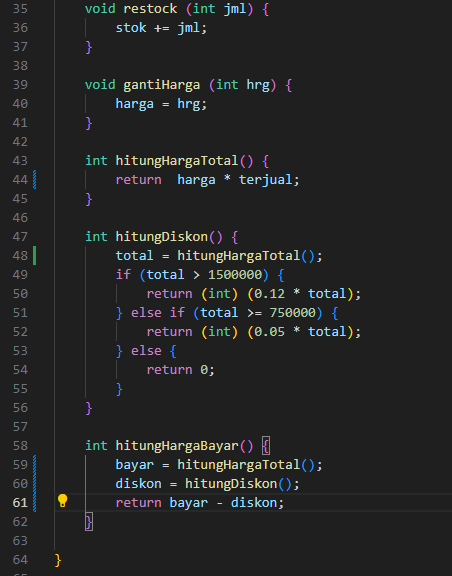 35 void restock (int jml) {
36 stok += jml;
37 }
38
39 void gantiHarga (int hrg) {
40 harga = hrg;
41 }
42
43 int hitungHargaTotal() {
44 return  harga * terjual;
45 }
46
47 int hitungDiskon() {
48 total = hitungHargaTotal();
49 if (total > 1500000) {
50 return (int) (0.12 * total);
51 } else if (total >= 750000) {
52 return (int) (0.05 * total);
53 } else {
54 return 0;
55 }
56 }
57
58 int hitungHargaBayar() {
59 bayar = hitungHargaTotal();
60 diskon = hitungDiskon();
61 return bayar - diskon;
62 }
63
64 }